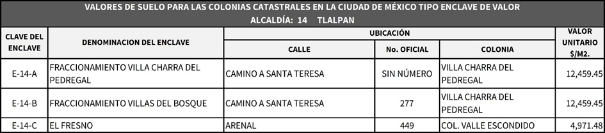 VALORES DE SUELO PARA LAS COLONIAS CATASTRALES EN LA CIUDAD DE MÉXICO TIPO ENCLAVE DE VALOR
ALCALDÍA: 14 TLALPAN
CLAVE DEL ENCLAVE DENOMINACION DEL ENCLAVE UBICACIÓN VALOR UNITARIO $/M2.
CALLE No. OFICIAL COLONIA
E-14-A FRACCIONAMIENTO VILLA CHARRA DEL PEDREGAL CAMINO A SANTA TERESA SIN NÚMERO VILLA CHARRA DEL PEDREGAL 12,459.45
E-14-B FRACCIONAMIENTO VILLAS DEL BOSQUE CAMINO A SANTA TERESA 277 VILLA CHARRA DEL PEDREGAL 12,459.45
E-14-C EL FRESNO ARENAL 449 COL. VALLE ESCONDIDO 4,971.48